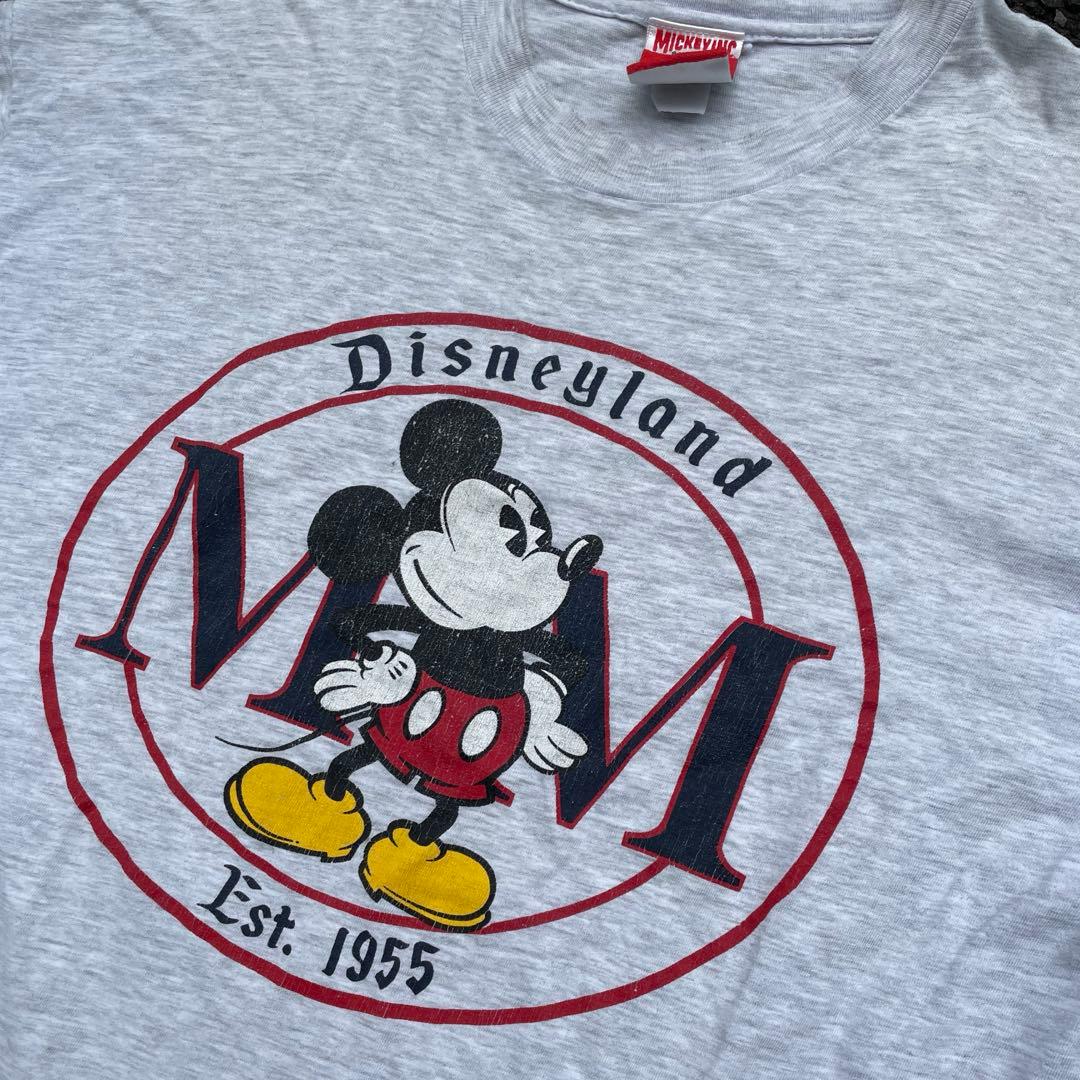 MICKEY INC
Disneyland
MM
Est. 1955